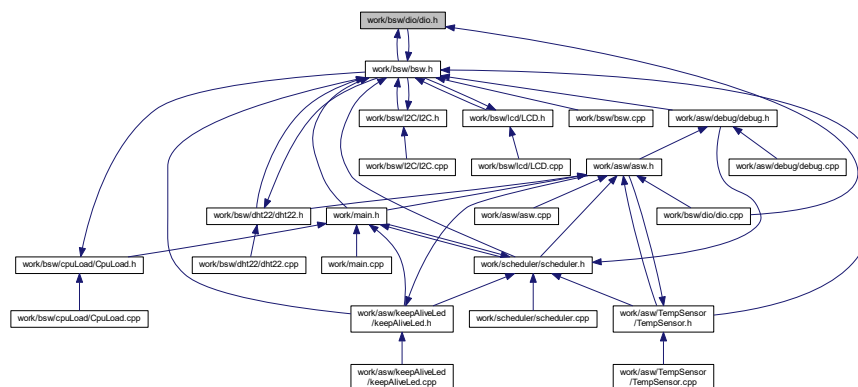 work/bsw/dio/dio.h
work/bsw/bsw.h
work/bsw/I2C/I2C.h
work/bsw/lcd/LCD.h
work/bsw/bsw.cpp
work/asw/debug/debug.h
work/bsw/I2C/I2C.cpp
work/bsw/lcd/LCD.cpp
work/asw/asw.h
work/asw/debug/debug.cpp
work/bsw/dht22/dht22.h
work/main.h
work/asw/asw.cpp
work/bsw/dio/dio.cpp
work/bsw/cpuLoad/CpuLoad.h
work/bsw/dht22/dht22.cpp
work/main.cpp
work/scheduler/scheduler.h
work/bsw/cpuLoad/CpuLoad.cpp
work/asw/keepAliveLed
/keepAliveLed.h
work/scheduler/scheduler.cpp
work/asw/TempSensor
/TempSensor.h
work/asw/keepAliveLed
/keepAliveLed.cpp
work/asw/TempSensor
/TempSensor.cpp